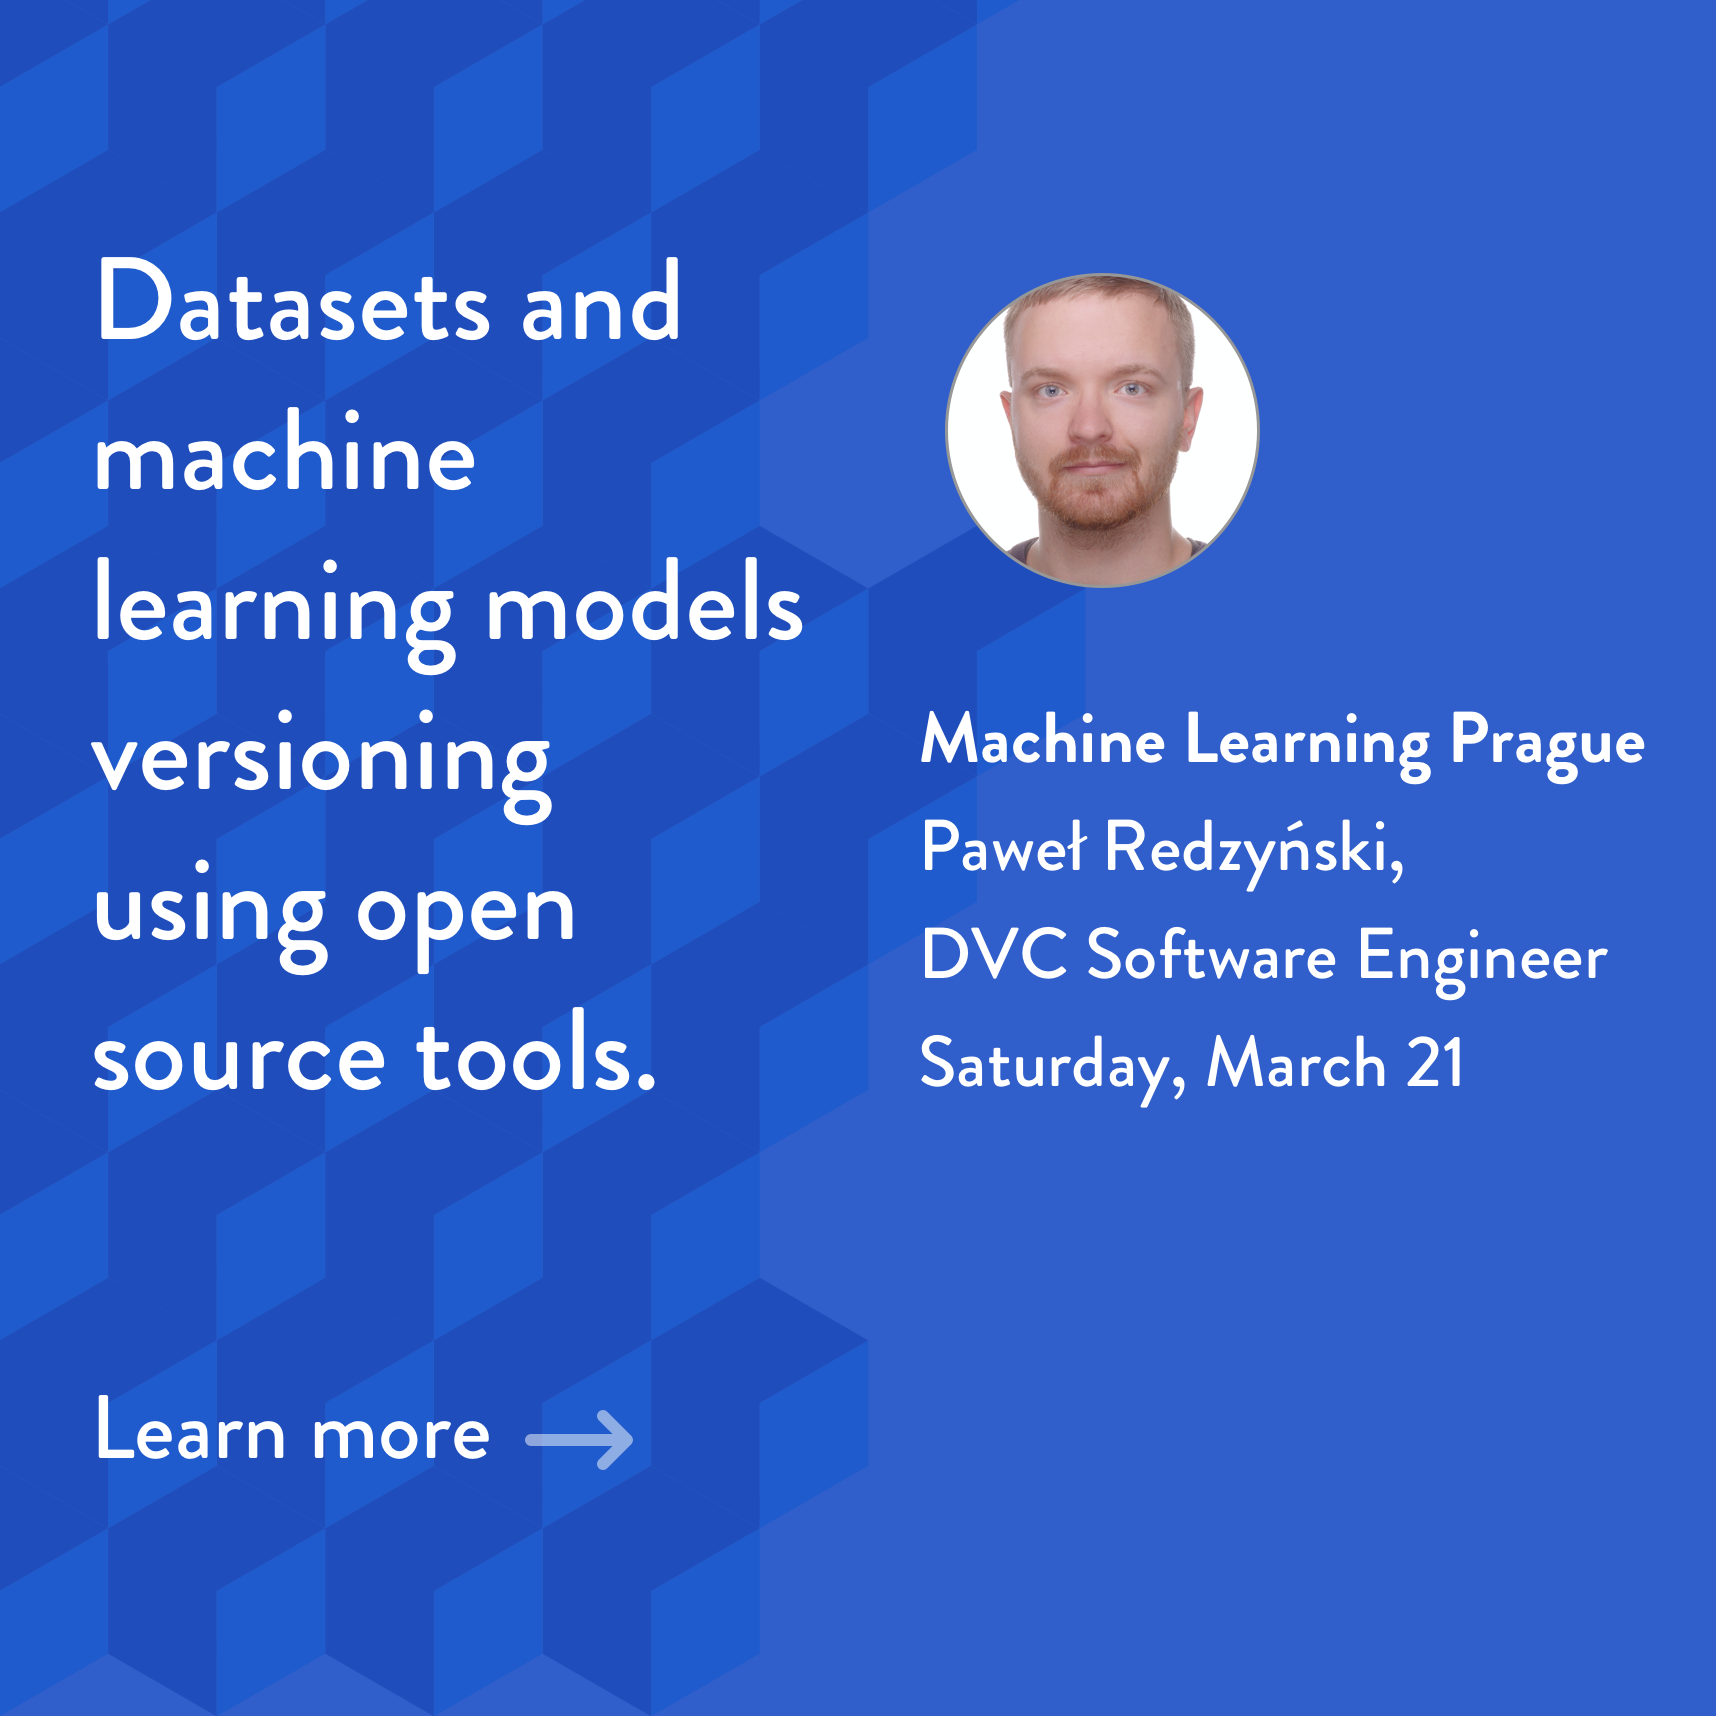 Datasets and
machine
learning models
versioning
using open
source tools.
Learn more
Machine Learning Prague
Paweł Redzyński,
DVC Software Engineer
Saturday, March 21